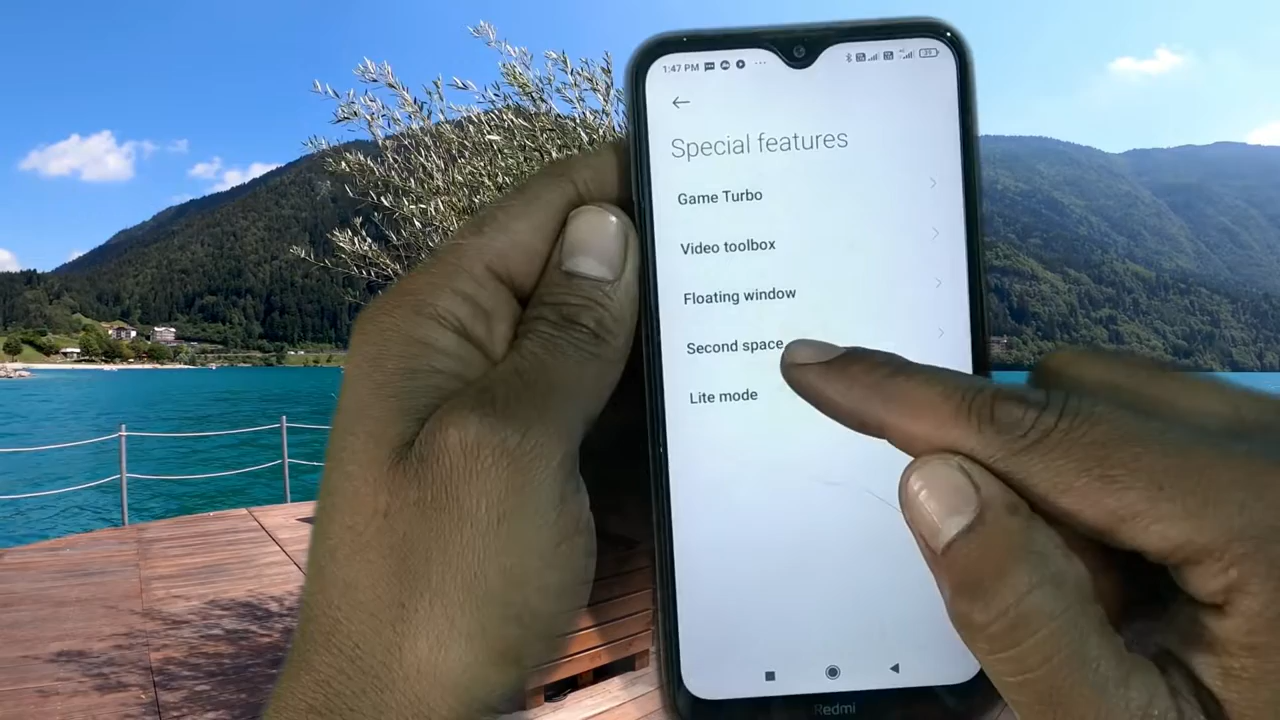 1:47 PM
Special features
Game Turbo
Video toolbox
Floating window
Second space
Lite mode
Redmi